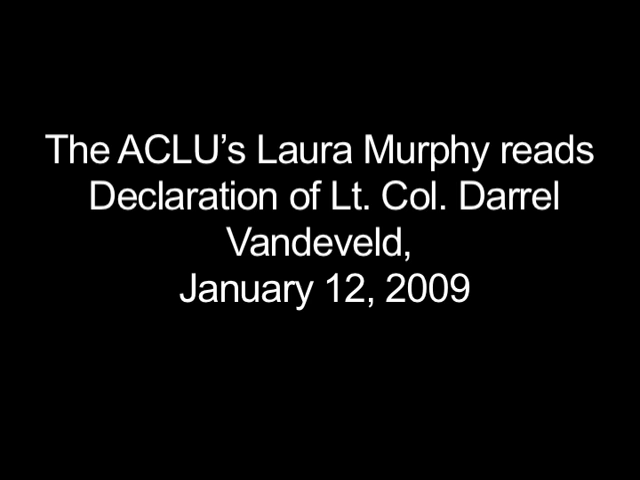 The ACLU’s Laura Murphy reads
Declaration of Lt. Col. Darrel
Vandeveld,
January 12, 2009